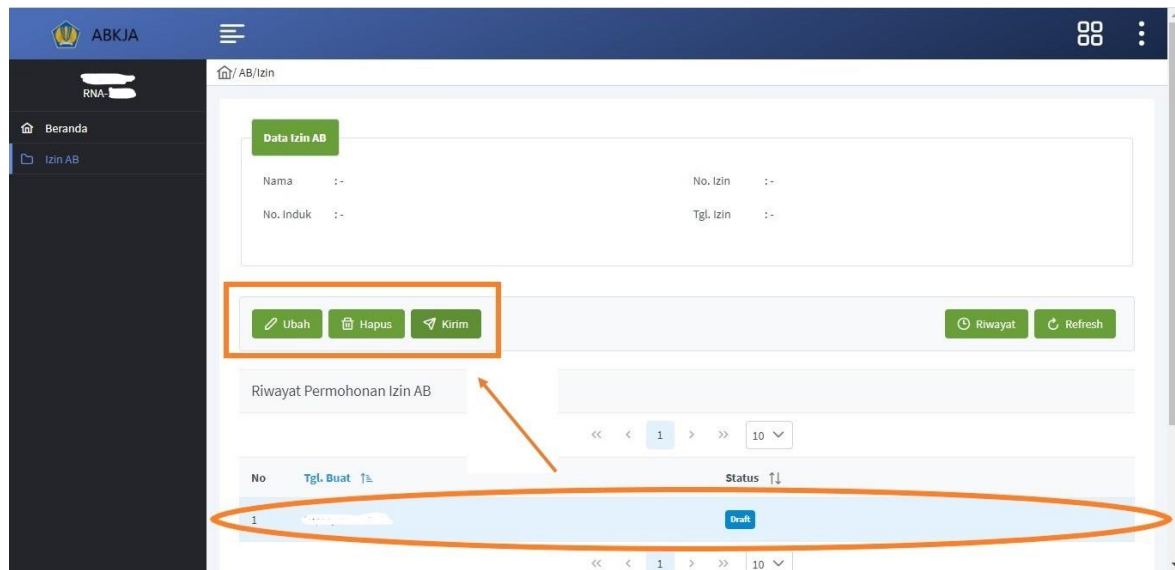 ABKJA
RNA-
/ AB/Izin
Beranda
Izin AB
Data Izin AB
Nama : - No. Izin : -
No. Induk : - Tgl. Izin : -
Ubah Hapus Kirim Riwayat Refresh
Riwayat Permohonan Izin AB
<< < 1 > >> 10
No Tgl. Buat Status
1 Draft
<< < 1 > >> 10